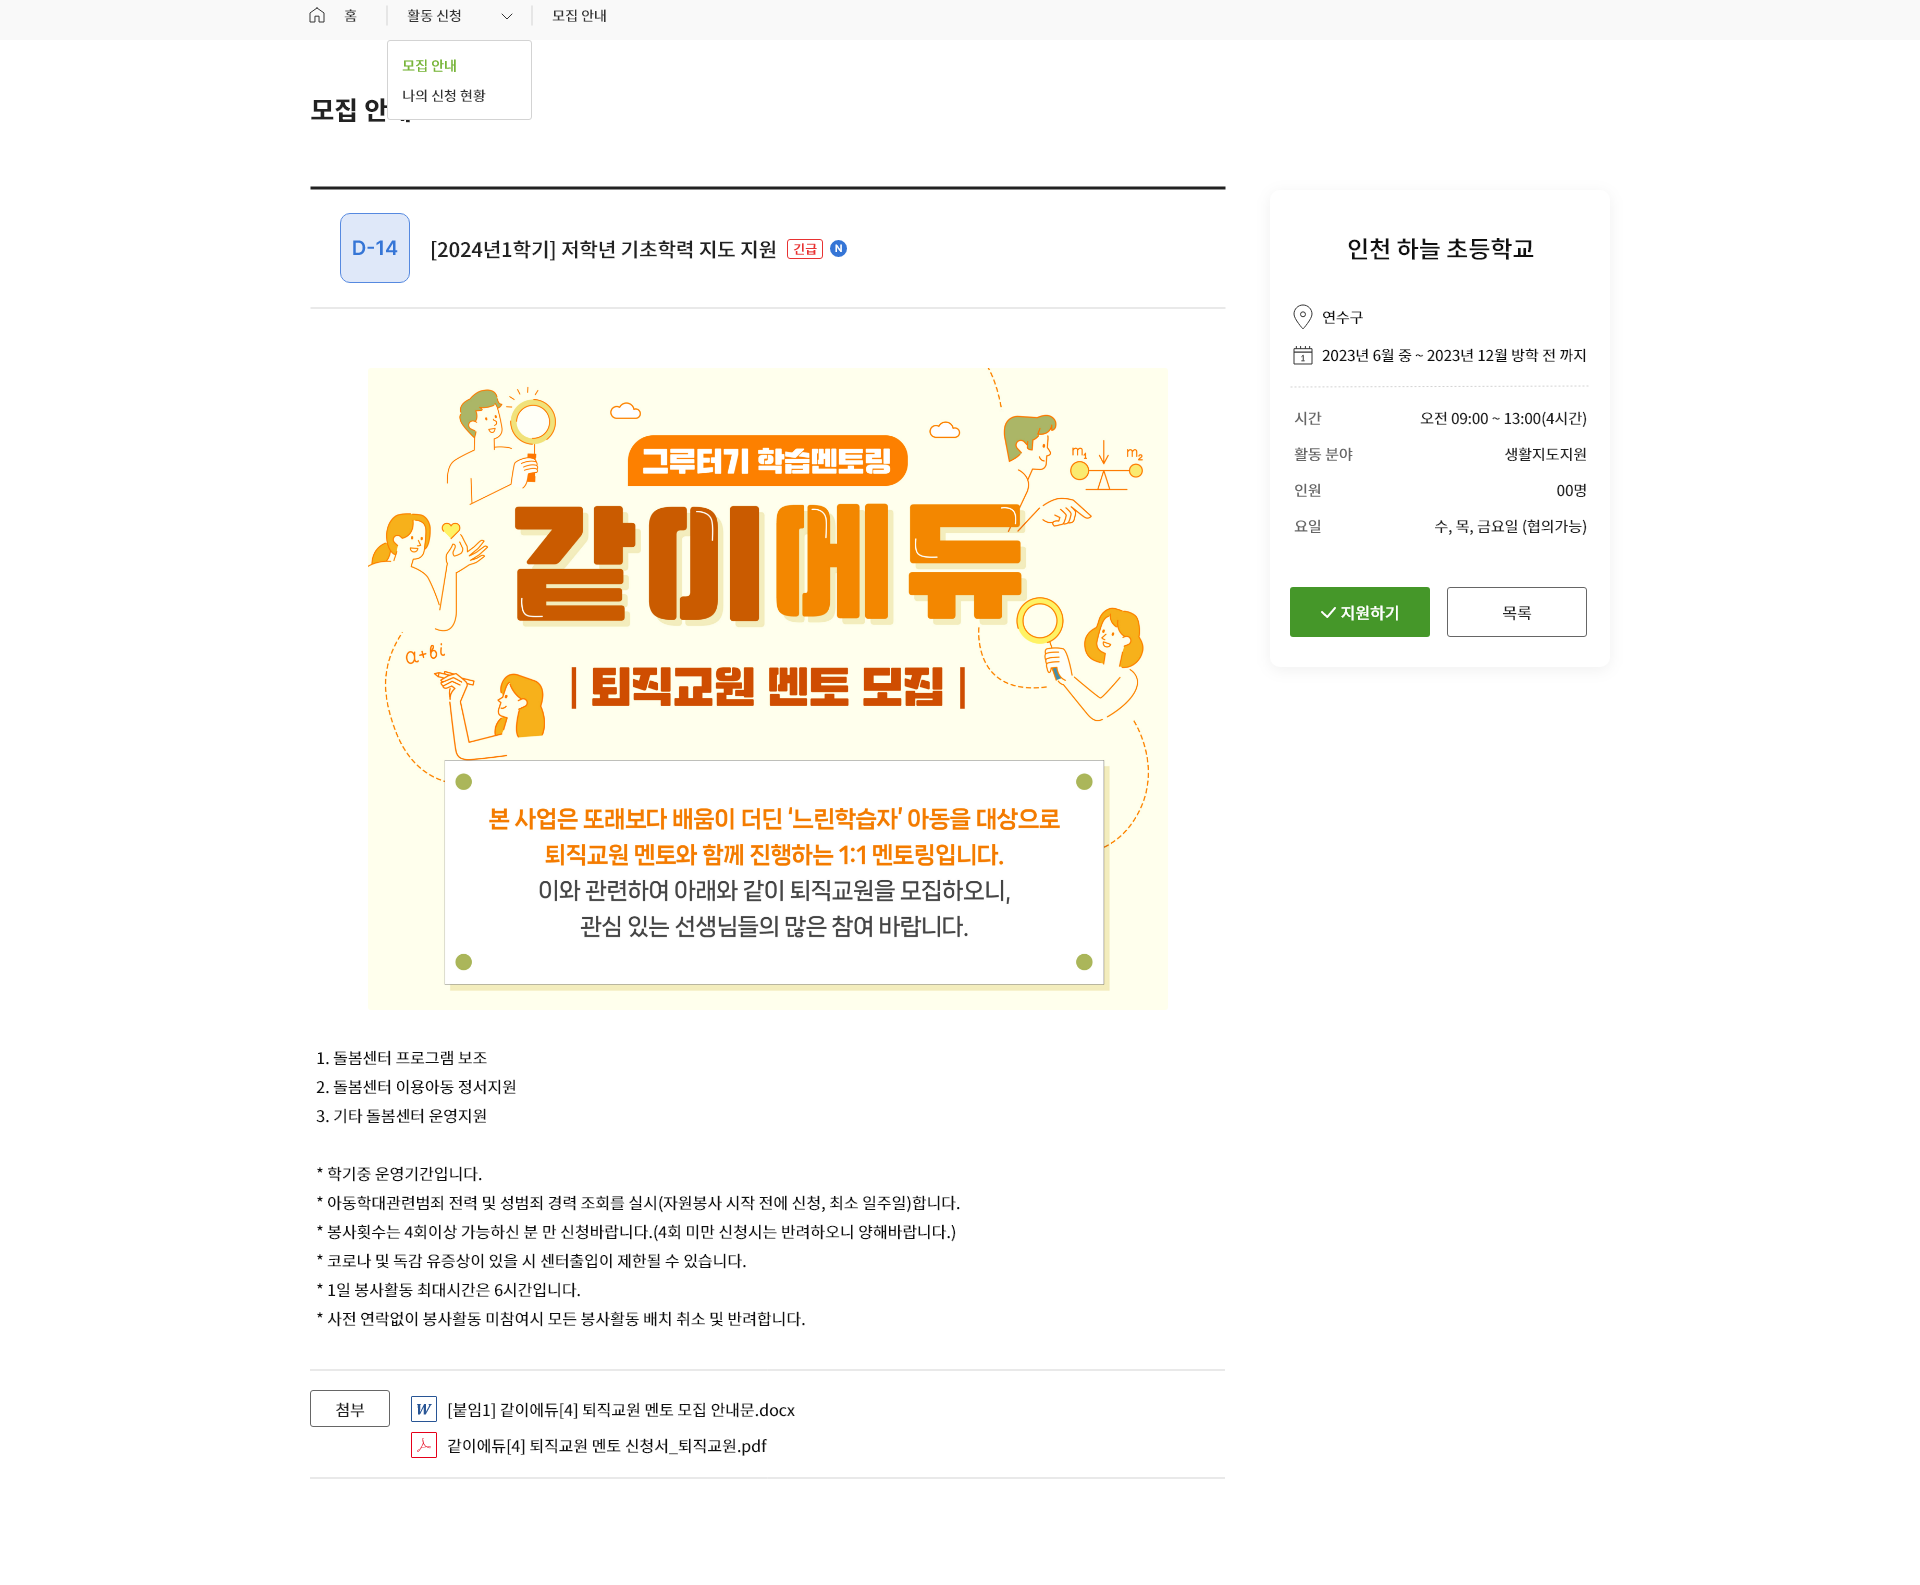 홈
활동 신청
모집 안내
모집 안내
나의 신청 현황
모집 안내
D-14
[2024년1학기] 저학년 기초학력 지도 지원 긴급 N
그루터기 학습멘토링
같이에듀
m1 m2
a+bi
| 퇴직교원 멘토 모집 |
본 사업은 또래보다 배움이 더딘 ‘느린학습자’ 아동을 대상으로
퇴직교원 멘토와 함께 진행하는 1:1 멘토링입니다.
이와 관련하여 아래와 같이 퇴직교원을 모집하오니,
관심 있는 선생님들의 많은 참여 바랍니다.
1. 돌봄센터 프로그램 보조
2. 돌봄센터 이용아동 정서지원
3. 기타 돌봄센터 운영지원
* 학기중 운영기간입니다.
* 아동학대관련범죄 전력 및 성범죄 경력 조회를 실시(자원봉사 시작 전에 신청, 최소 일주일)합니다.
* 봉사횟수는 4회이상 가능하신 분 만 신청바랍니다.(4회 미만 신청시는 반려하오니 양해바랍니다.)
* 코로나 및 독감 유증상이 있을 시 센터출입이 제한될 수 있습니다.
* 1일 봉사활동 최대시간은 6시간입니다.
* 사전 연락없이 봉사활동 미참여시 모든 봉사활동 배치 취소 및 반려합니다.
첨부
W [붙임1] 같이에듀[4] 퇴직교원 멘토 모집 안내문.docx
같이에듀[4] 퇴직교원 멘토 신청서_퇴직교원.pdf
인천 하늘 초등학교
연수구
1 2023년 6월 중 ~ 2023년 12월 방학 전 까지
시간 오전 09:00 ~ 13:00(4시간)
활동 분야 생활지도지원
인원 00명
요일 수, 목, 금요일 (협의가능)
지원하기
목록